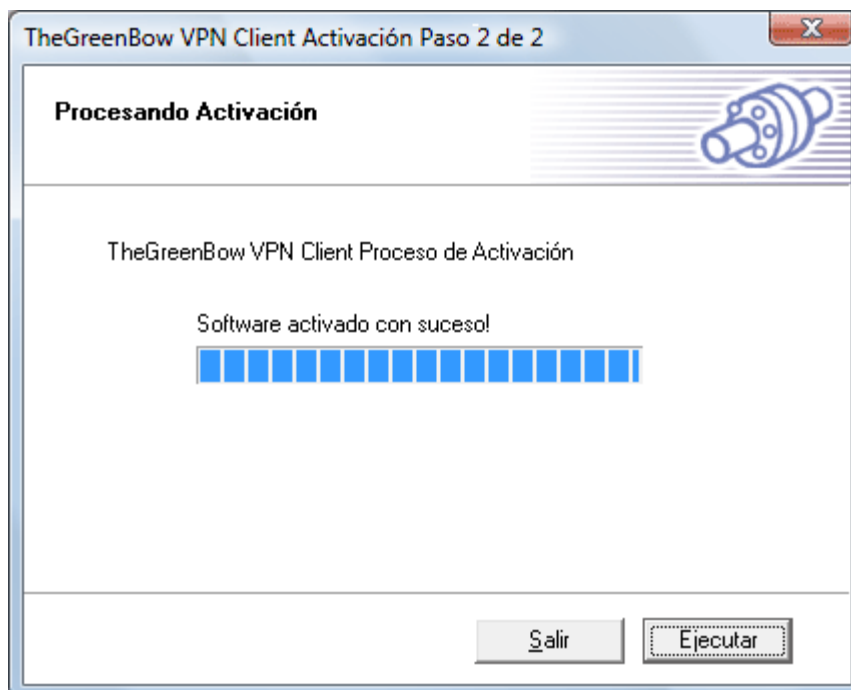 TheGreenBow VPN Client Activación Paso 2 de 2
Procesando Activación
TheGreenBow VPN Client Proceso de Activación
Software activado con suceso!
Salir
Ejecutar